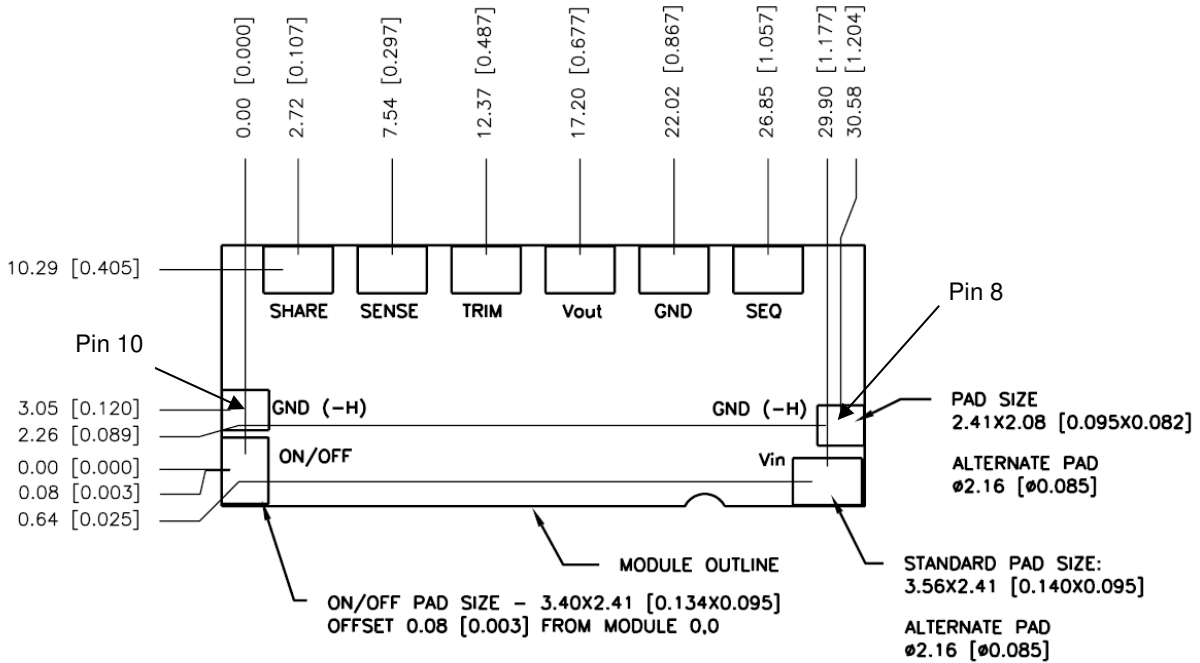 0.00 [0.000]
2.72 [0.107]
7.54 [0.297]
12.37 [0.487]
17.20 [0.677]
22.02 [0.867]
26.85 [1.057]
29.90 [1.177]
30.58 [1.204]
10.29 [0.405]
SHARE
SENSE
TRIM
Vout
GND
SEQ
Pin 8
Pin 10
3.05 [0.120]
GND (-H)
GND (-H)
PAD SIZE
2.41X2.08 [0.095X0.082]
2.26 [0.089]
ON/OFF
Vin
ALTERNATE PAD
ø2.16 [ø0.085]
0.00 [0.000]
0.08 [0.003]
0.64 [0.025]
MODULE OUTLINE
STANDARD PAD SIZE:
3.56X2.41 [0.140X0.095]
ON/OFF PAD SIZE - 3.40X2.41 [0.134X0.095]
OFFSET 0.08 [0.003] FROM MODULE 0,0
ALTERNATE PAD
ø2.16 [ø0.085]